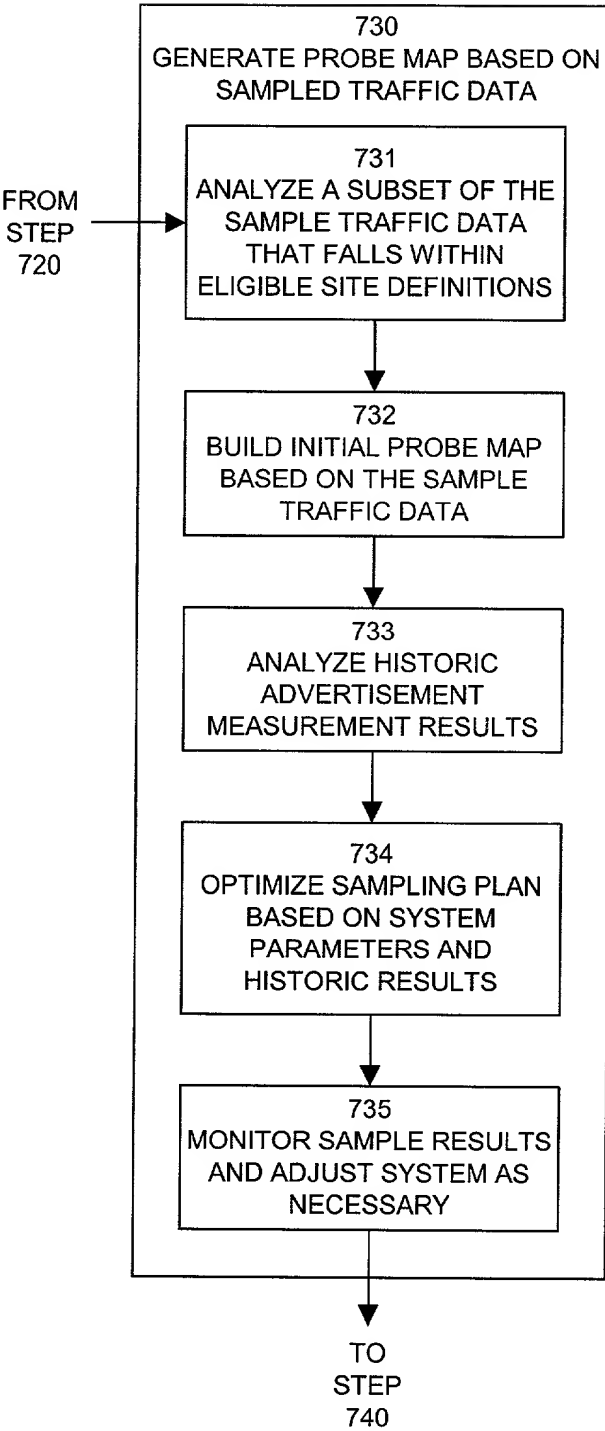 730
GENERATE PROBE MAP BASED ON
SAMPLED TRAFFIC DATA
FROM
STEP
720
731
ANALYZE A SUBSET OF THE
SAMPLE TRAFFIC DATA
THAT FALLS WITHIN
ELIGIBLE SITE DEFINITIONS
732
BUILD INITIAL PROBE MAP
BASED ON THE SAMPLE
TRAFFIC DATA
733
ANALYZE HISTORIC
ADVERTISEMENT
MEASUREMENT RESULTS
734
OPTIMIZE SAMPLING PLAN
BASED ON SYSTEM
PARAMETERS AND
HISTORIC RESULTS
735
MONITOR SAMPLE RESULTS
AND ADJUST SYSTEM AS
NECESSARY
TO
STEP
740